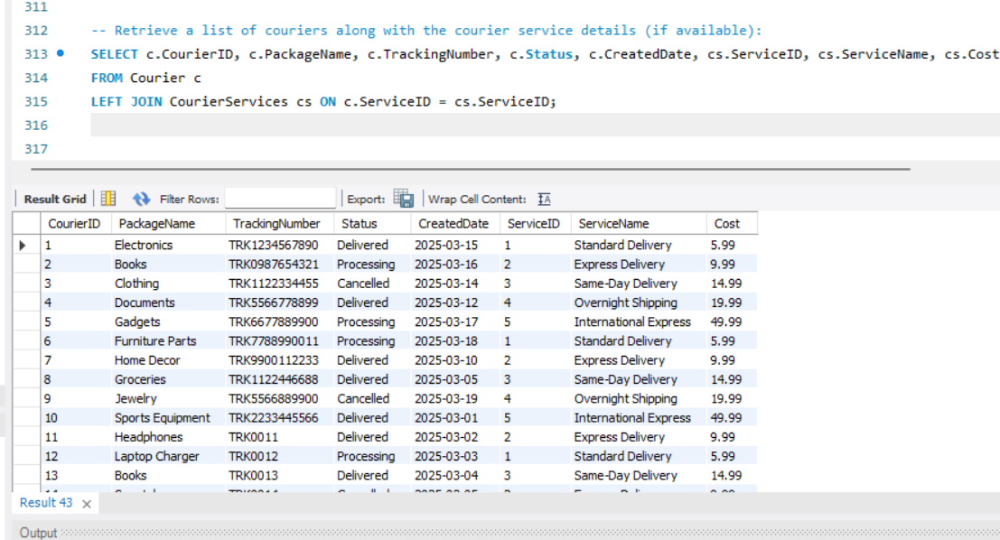 311
312 -- Retrieve a list of couriers along with the courier service details (if available):
313 SELECT c.CourierID, c.PackageName, c.TrackingNumber, c.Status, c.CreatedDate, cs.ServiceID, cs.ServiceName, cs.Cost
314 FROM Courier c
315 LEFT JOIN CourierServices cs ON c.ServiceID = cs.ServiceID;
316
317
Result Grid Filter Rows: Export: Wrap Cell Content:
CourierID PackageName TrackingNumber Status CreatedDate ServiceID ServiceName Cost
1 Electronics TRK1234567890 Delivered 2025-03-15 1 Standard Delivery 5.99
2 Books TRK0987654321 Processing 2025-03-16 2 Express Delivery 9.99
3 Clothing TRK1122334455 Cancelled 2025-03-14 3 Same-Day Delivery 14.99
4 Documents TRK5566778899 Delivered 2025-03-12 4 Overnight Shipping 19.99
5 Gadgets TRK6677889900 Processing 2025-03-17 5 International Express 49.99
6 Furniture Parts TRK7788990011 Processing 2025-03-18 1 Standard Delivery 5.99
7 Home Decor TRK9900112233 Delivered 2025-03-10 2 Express Delivery 9.99
8 Groceries TRK1122446688 Delivered 2025-03-05 3 Same-Day Delivery 14.99
9 Jewelry TRK5566889900 Cancelled 2025-03-19 4 Overnight Shipping 19.99
10 Sports Equipment TRK2233445566 Delivered 2025-03-01 5 International Express 49.99
11 Headphones TRK0011 Delivered 2025-03-02 2 Express Delivery 9.99
12 Laptop Charger TRK0012 Processing 2025-03-03 1 Standard Delivery 5.99
13 Books TRK0013 Delivered 2025-03-04 3 Same-Day Delivery 14.99
Result 43
Output